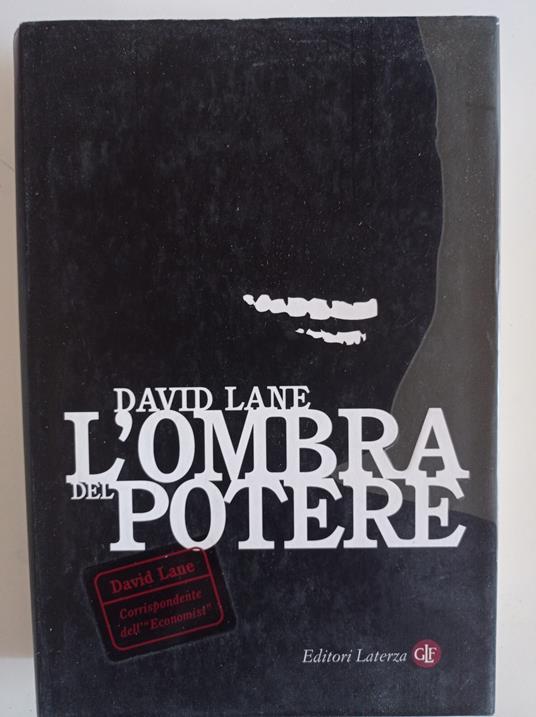 DAVID LANE
L'OMBRA
DEL POTERE
David Lane
Corrispondente
dell'"Economist"
Editori Laterza GLF